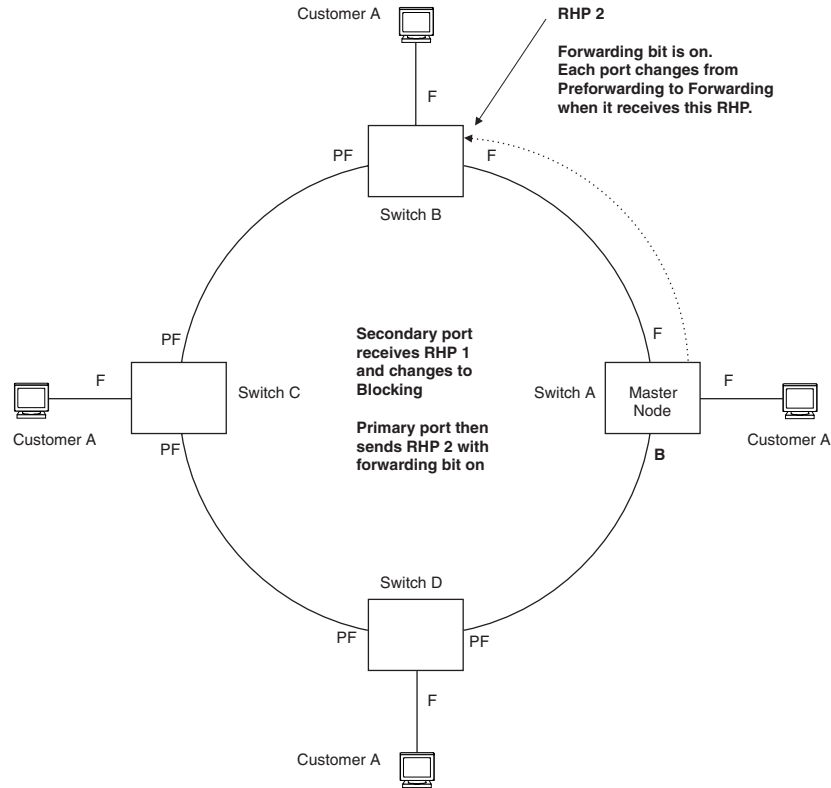 Customer A
RHP 2
Forwarding bit is on.
Each port changes from
Preforwarding to Forwarding
when it receives this RHP.
F
PF
F
Switch B
PF
F
Secondary port
receives RHP 1
and changes to
Blocking
F
Switch C
Switch A
Master
Node
F
Customer A
Customer A
PF
Primary port then
sends RHP 2 with
forwarding bit on
B
Switch D
PF
PF
F
Customer A